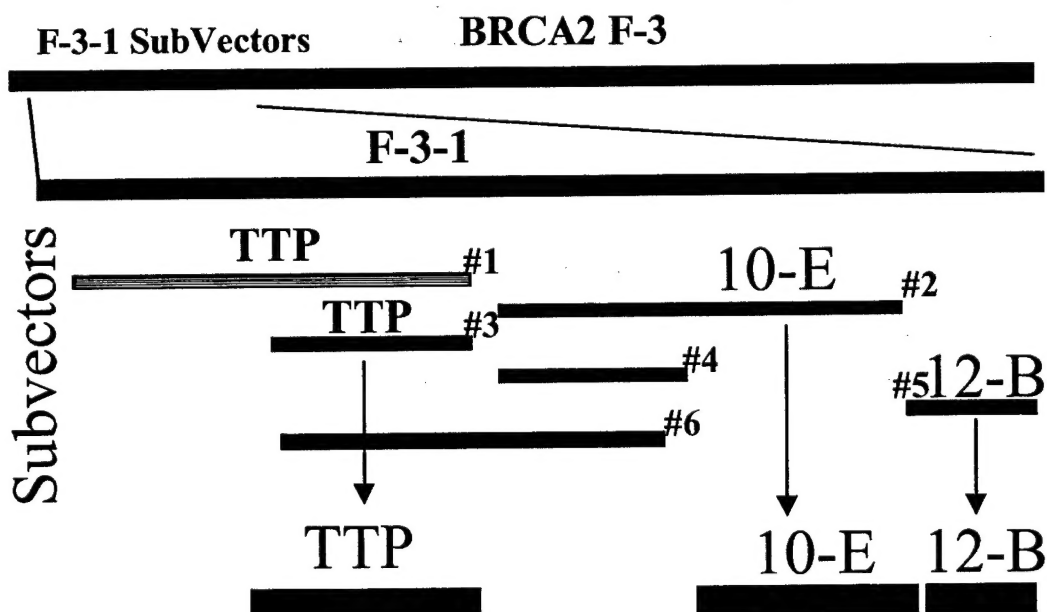 F-3-1 SubVectors BRCA2 F-3
F-3-1
Subvectors
TTP #1
10-E #2
TTP #3
#4
#5 12-B
#6
TTP 10-E 12-B